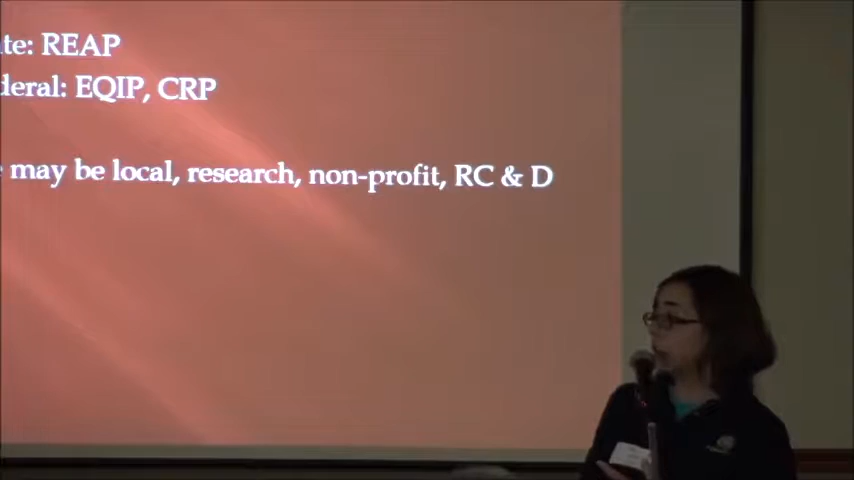 te: REAP
deral: EQIP, CRP
may be local, research, non-profit, RC & D